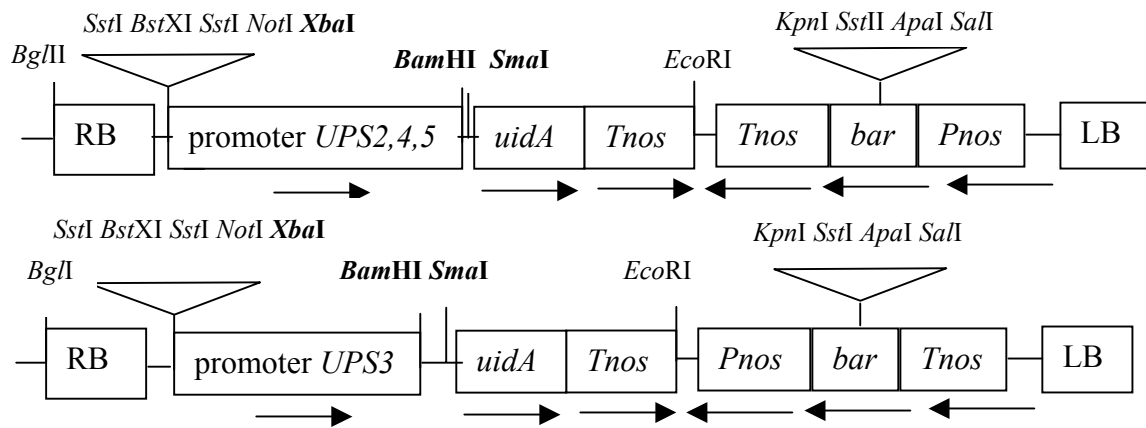 SstI BstXI SstI NotI XbaI
KpnI SstII ApaI SalI
BglII
BamHI SmaI
EcoRI
RB
promoter UPS2,4,5
uidA
Tnos
Tnos
bar
Pnos
LB
SstI BstXI SstI NotI XbaI
KpnI SstI ApaI SalI
BglI
BamHI SmaI
EcoRI
RB
promoter UPS3
uidA
Tnos
Pnos
bar
Tnos
LB